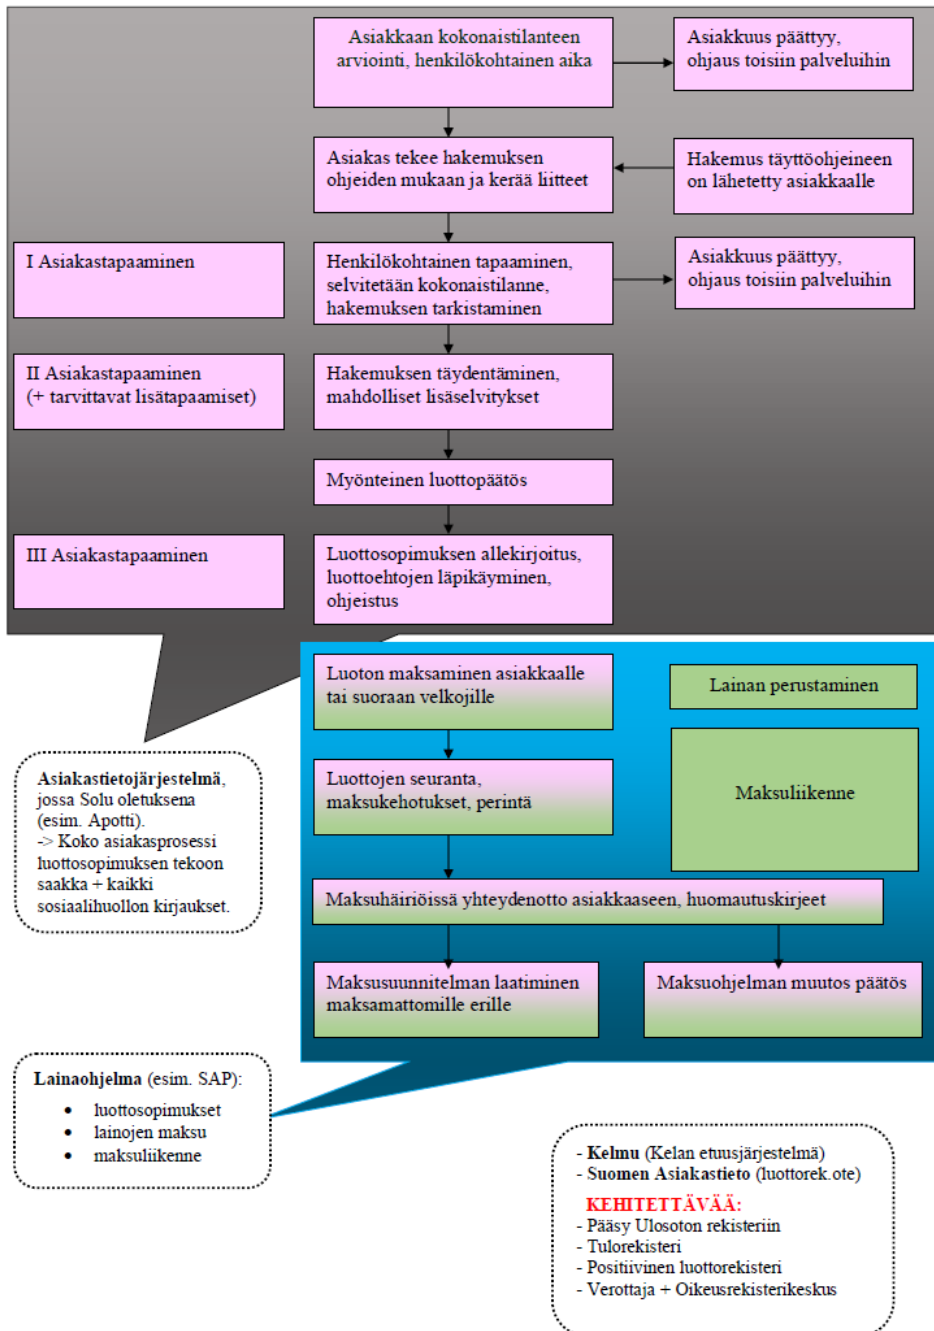 Asiakkaan kokonaistilanteen
arviointi, henkilökohtainen aika
Asiakkuus päättyy,
ohjaus toisiin palveluihin
Asiakas tekee hakemuksen
ohjeiden mukaan ja kerää liitteet
Hakemus täyttöohjeineen
on lähetetty asiakkaalle
I Asiakastapaaminen
Henkilökohtainen tapaaminen,
selvitetään kokonaistilanne,
hakemuksen tarkistaminen
Asiakkuus päättyy,
ohjaus toisiin palveluihin
II Asiakastapaaminen
(+ tarvittavat lisätapaamiset)
Hakemuksen täydentäminen,
mahdolliset lisäselvitykset
Myönteinen luottopäätös
III Asiakastapaaminen
Luottosopimuksen allekirjoitus,
luottoehtojen läpikäyminen,
ohjeistus
Luoton maksaminen asiakkaalle
tai suoraan velkojille
Lainan perustaminen
Luottojen seuranta,
maksukehotukset, perintä
Maksuliikenne
Maksuhäiriöissä yhteydenotto asiakkaaseen, huomautuskirjeet
Maksusuunnitelman laatiminen
maksamattomille erille
Maksuohjelman muutos päätös
Asiakastietojärjestelmä,
jossa Solu oletuksena
(esim. Apotti).
-> Koko asiakasprosessi
luottosopimuksen tekoon
saakka + kaikki
sosiaalihuollon kirjaukset.
Lainaohjelma (esim. SAP):
• luottosopimukset
• lainojen maksu
• maksuliikenne
- Kelmu (Kelan etuusjärjestelmä)
- Suomen Asiakastieto (luottorek.ote)
KEHITETTÄVÄÄ:
- Pääsy Ulosoton rekisteriin
- Tulorekisteri
- Positiivinen luottorekisteri
- Verottaja + Oikeusrekisterikeskus